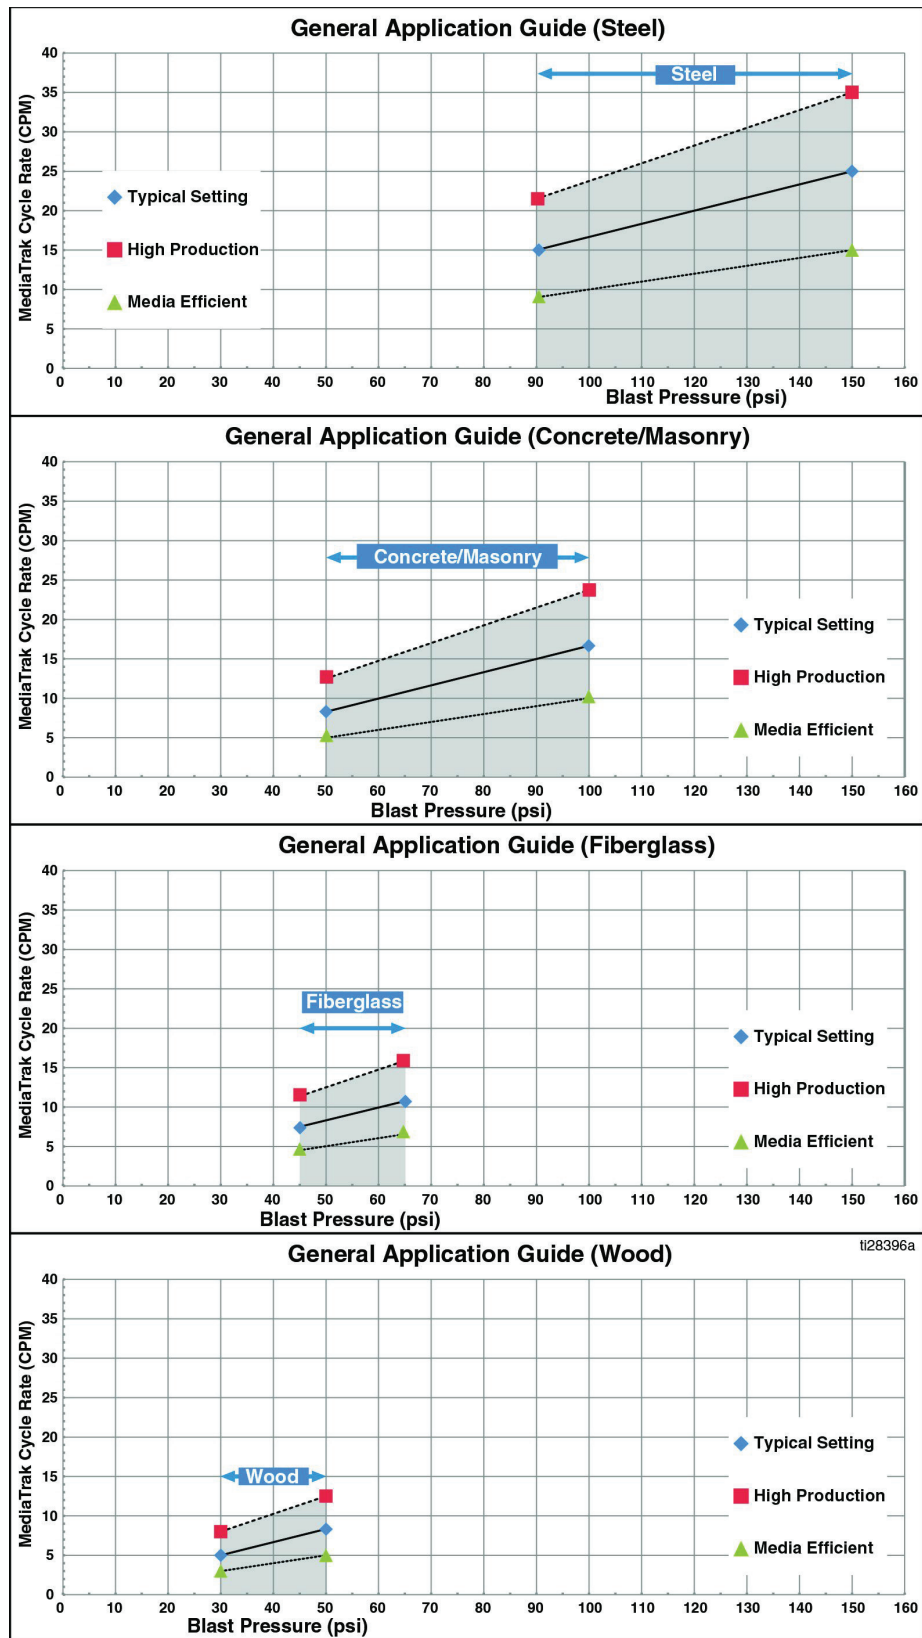 General Application Guide (Steel)
MediaTrak Cycle Rate (CPM)
40
35
30
25
20
15
10
5
0
Steel
Typical Setting
High Production
Media Efficient
0 10 20 30 40 50 60 70 80 90 100 110 120 130 140 150 160
Blast Pressure (psi)
General Application Guide (Concrete/Masonry)
MediaTrak Cycle Rate (CPM)
40
35
30
25
20
15
10
5
0
Concrete/Masonry
Typical Setting
High Production
Media Efficient
0 10 20 30 40 50 60 70 80 90 100 110 120 130 140 150 160
Blast Pressure (psi)
General Application Guide (Fiberglass)
MediaTrak Cycle Rate (CPM)
40
35
30
25
20
15
10
5
0
Fiberglass
Typical Setting
High Production
Media Efficient
0 10 20 30 40 50 60 70 80 90 100 110 120 130 140 150 160
Blast Pressure (psi)
ti28396a
General Application Guide (Wood)
MediaTrak Cycle Rate (CPM)
40
35
30
25
20
15
10
5
0
Wood
Typical Setting
High Production
Media Efficient
0 10 20 30 40 50 60 70 80 90 100 110 120 130 140 150 160
Blast Pressure (psi)